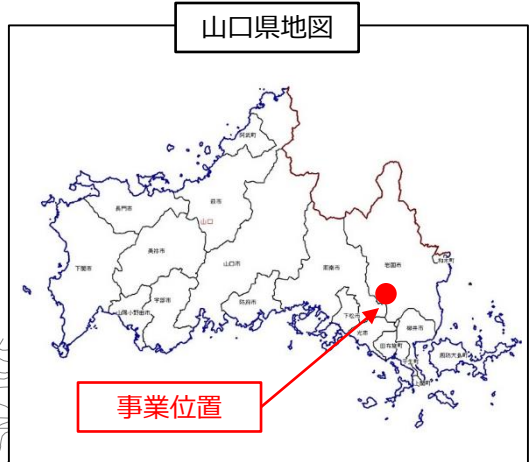 山口県地図
阿武町
萩市
長門市
山口
美祢市
山口市
周南市
岩国市
和木町
下関市
宇部市
防府市
山陽小野田市
下松市
光市
柳井市
田布施町
周防大島町
平生町
上関町
事業位置